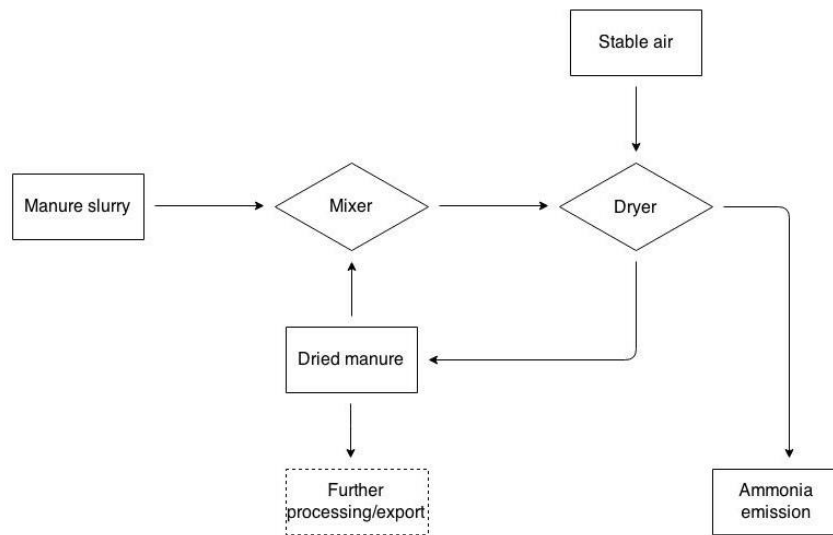 Stable air
Manure slurry
Mixer
Dryer
Dried manure
Further
processing/export
Ammonia
emission